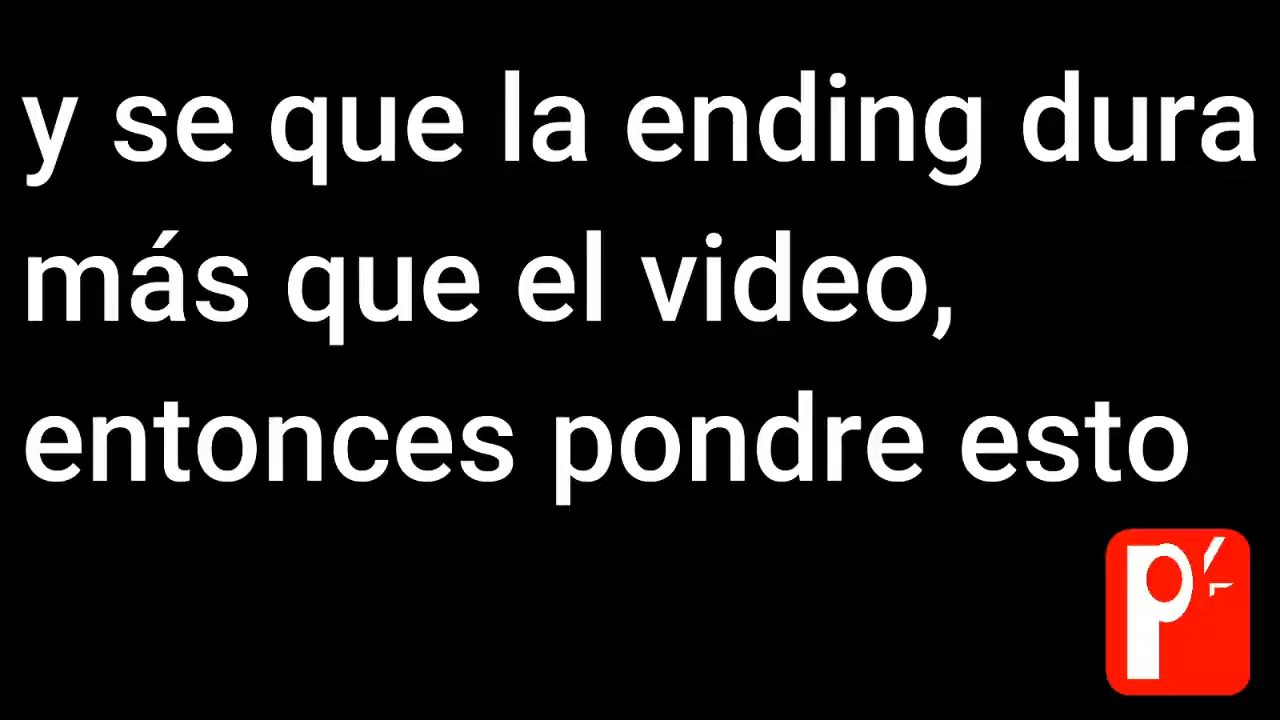 y se que la ending dura
más que el video,
entonces pondre esto
P